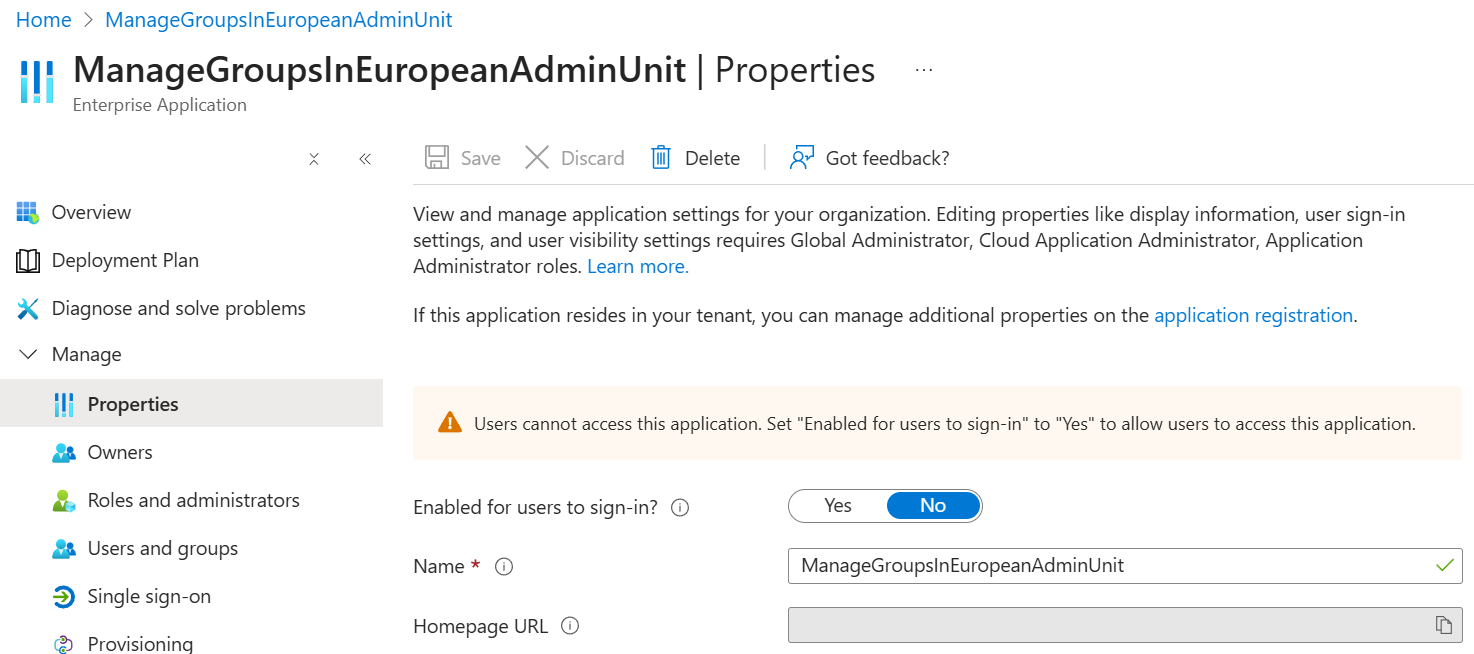 Home > ManageGroupsInEuropeanAdminUnit
ManageGroupsInEuropeanAdminUnit | Properties ...
Enterprise Application
Save Discard Delete Got feedback?
Overview
Deployment Plan
Diagnose and solve problems
Manage
Properties
Owners
Roles and administrators
Users and groups
Single sign-on
Provisioning
View and manage application settings for your organization. Editing properties like display information, user sign-in
settings, and user visibility settings requires Global Administrator, Cloud Application Administrator, Application
Administrator roles. Learn more.
If this application resides in your tenant, you can manage additional properties on the application registration.
Users cannot access this application. Set "Enabled for users to sign-in" to "Yes" to allow users to access this application.
Enabled for users to sign-in? Yes No
Name * ManageGroupsInEuropeanAdminUnit
Homepage URL